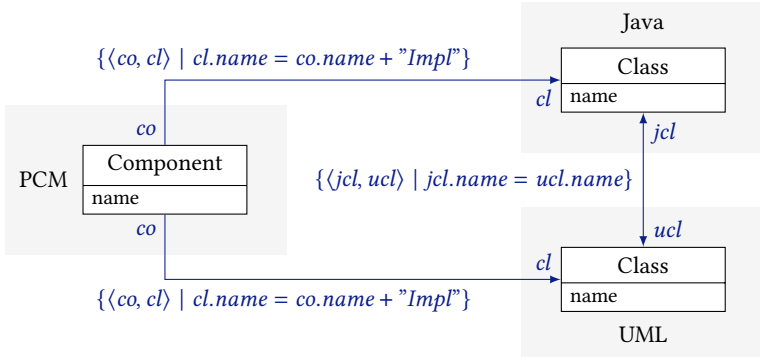 Java
{⟨co, cl⟩ | cl.name = co.name + ”Impl”}
Class
cl
name
co
jcl
Component
PCM
{⟨jcl, ucl⟩ | jcl.name = ucl.name}
name
co
ucl
cl
Class
{⟨co, cl⟩ | cl.name = co.name + ”Impl”}
name
UML